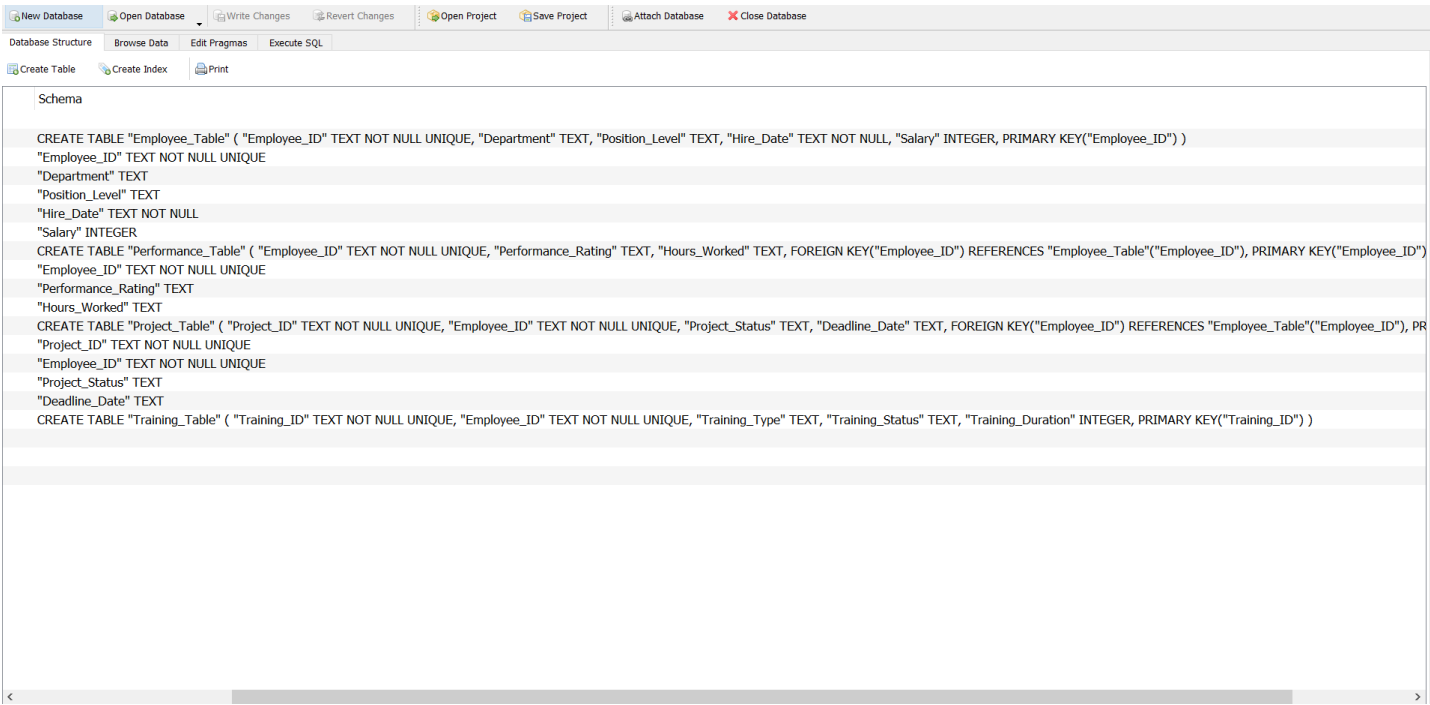 New Database Open Database Write Changes Revert Changes Open Project Save Project Attach Database Close Database
Database Structure Browse Data Edit Pragmas Execute SQL
Create Table Create Index Print
Schema
CREATE TABLE "Employee_Table" ( "Employee_ID" TEXT NOT NULL UNIQUE, "Department" TEXT, "Position_Level" TEXT, "Hire_Date" TEXT NOT NULL, "Salary" INTEGER, PRIMARY KEY("Employee_ID") )
"Employee_ID" TEXT NOT NULL UNIQUE
"Department" TEXT
"Position_Level" TEXT
"Hire_Date" TEXT NOT NULL
"Salary" INTEGER
CREATE TABLE "Performance_Table" ( "Employee_ID" TEXT NOT NULL UNIQUE, "Performance_Rating" TEXT, "Hours_Worked" TEXT, FOREIGN KEY("Employee_ID") REFERENCES "Employee_Table"("Employee_ID"), PRIMARY KEY("Employee_ID")
"Employee_ID" TEXT NOT NULL UNIQUE
"Performance_Rating" TEXT
"Hours_Worked" TEXT
CREATE TABLE "Project_Table" ( "Project_ID" TEXT NOT NULL UNIQUE, "Employee_ID" TEXT NOT NULL UNIQUE, "Project_Status" TEXT, "Deadline_Date" TEXT, FOREIGN KEY("Employee_ID") REFERENCES "Employee_Table"("Employee_ID"), PR
"Project_ID" TEXT NOT NULL UNIQUE
"Employee_ID" TEXT NOT NULL UNIQUE
"Project_Status" TEXT
"Deadline_Date" TEXT
CREATE TABLE "Training_Table" ( "Training_ID" TEXT NOT NULL UNIQUE, "Employee_ID" TEXT NOT NULL UNIQUE, "Training_Type" TEXT, "Training_Status" TEXT, "Training_Duration" INTEGER, PRIMARY KEY("Training_ID") )